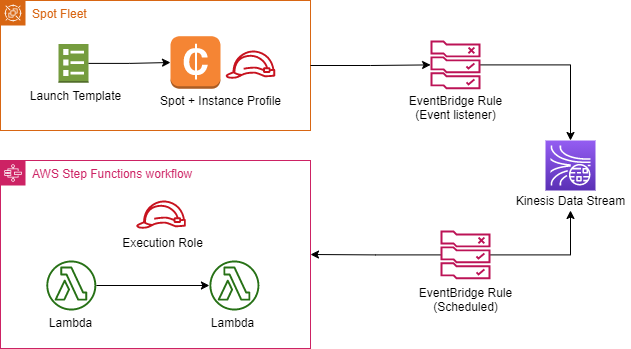 Spot Fleet
Launch Template
Spot + Instance Profile
EventBridge Rule
(Event listener)
AWS Step Functions workflow
Kinesis Data Stream
Execution Role
Lambda
Lambda
EventBridge Rule
(Scheduled)